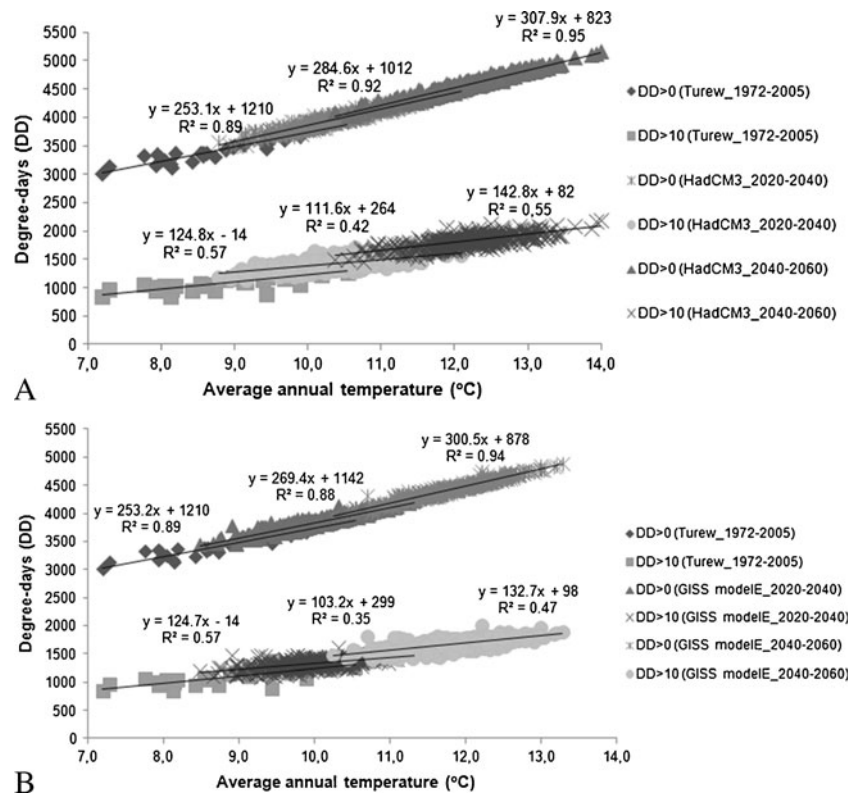 y = 307.9x + 823
R² = 0.95
y = 284.6x + 1012
R² = 0.92
y = 253.1x + 1210
R² = 0.89
y = 142.8x + 82
R² = 0,55
y = 111.6x + 264
R² = 0.42
y = 124.8x - 14
R² = 0.57
Degree-days (DD)
5500
5000
4500
4000
3500
3000
2500
2000
1500
1000
500
0
7,0 8,0 9,0 10,0 11,0 12,0 13,0 14,0
Average annual temperature (ºC)
DD>0 (Turew_1972-2005)
DD>10 (Turew_1972-2005)
DD>0 (HadCM3_2020-2040)
DD>10 (HadCM3_2020-2040)
DD>0 (HadCM3_2040-2060)
DD>10 (HadCM3_2040-2060)
A
y = 300.5x + 878
R² = 0.94
y = 269.4x + 1142
R² = 0.88
y = 253.2x + 1210
R² = 0.89
y = 132.7x + 98
R² = 0.47
y = 103.2x + 299
R² = 0.35
y = 124.7x - 14
R² = 0.57
Degree-days (DD)
5500
5000
4500
4000
3500
3000
2500
2000
1500
1000
500
0
7,0 8,0 9,0 10,0 11,0 12,0 13,0 14,0
Average annual temperature (ºC)
DD>0 (Turew_1972-2005)
DD>10 (Turew_1972-2005)
DD>0 (GISS modelE_2020-2040)
DD>10 (GISS modelE_2020-2040)
DD>0 (GISS modelE_2040-2060)
DD>10 (GISS modelE_2040-2060)
B